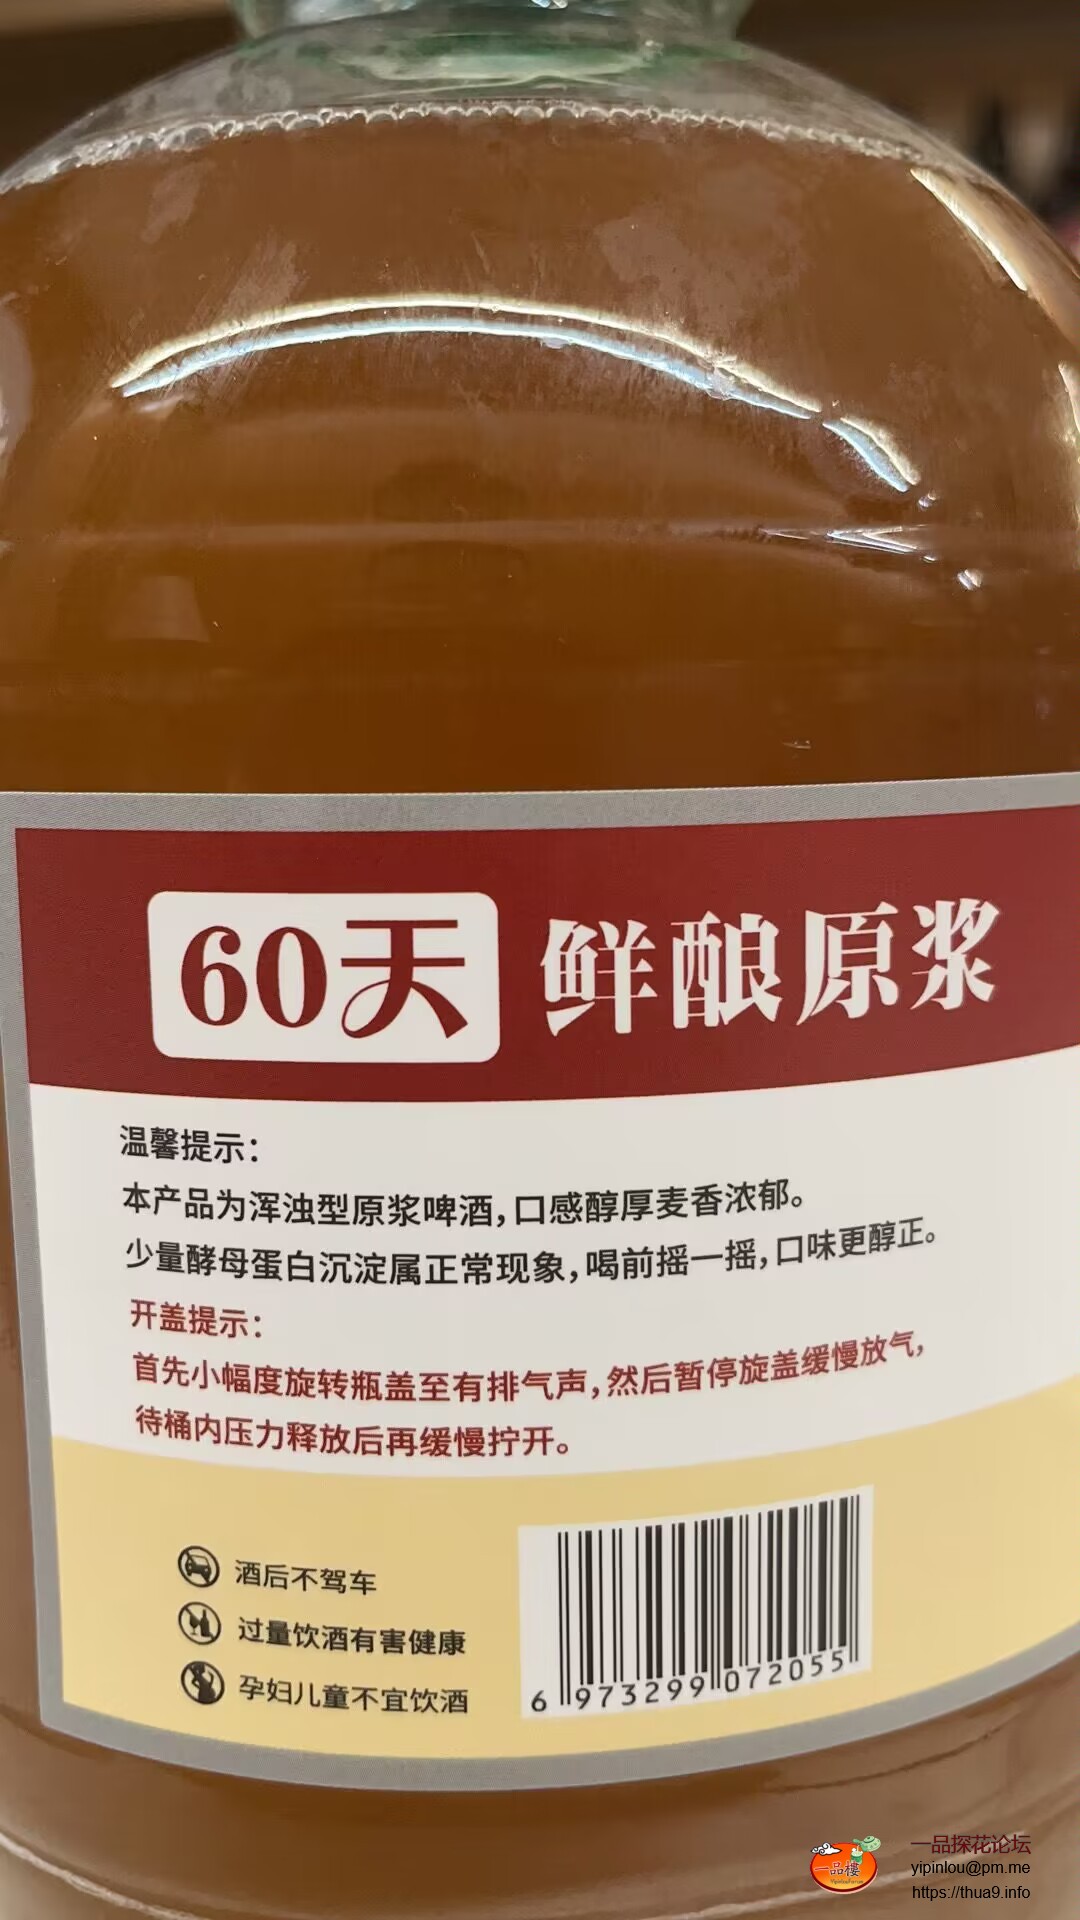 60天 鲜酿原浆
温馨提示：
本产品为浑浊型原浆啤酒，口感醇厚麦香浓郁。
少量酵母蛋白沉淀属正常现象，喝前摇一摇，口味更醇正。
开盖提示：
首先小幅度旋转瓶盖至有排气声，然后暂停旋盖缓慢放气，
待桶内压力释放后再缓慢拧开。
酒后不驾车
过量饮酒有害健康
孕妇儿童不宜饮酒
6 973299 072055
一品樓
一品探花论坛
yipinlou@pm.me
https://thua9.info